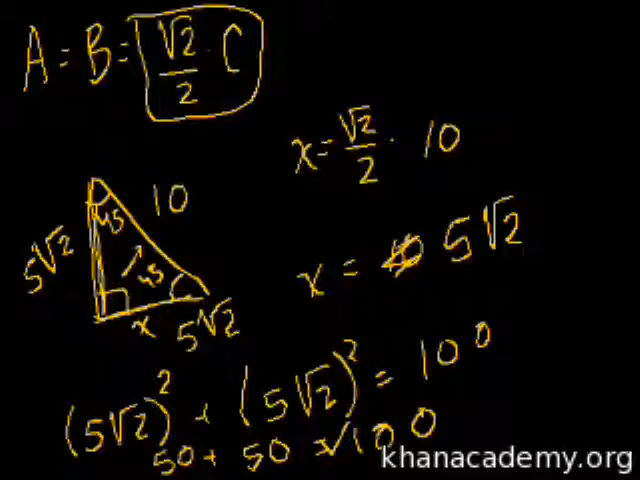 A = B = √2/2 · C
x = √2/2 · 10
10
45
5√2
45
x
5√2
x = 5√2
(5√2)² + (5√2)² = 100
50 + 50 = 100
khanacademy.org